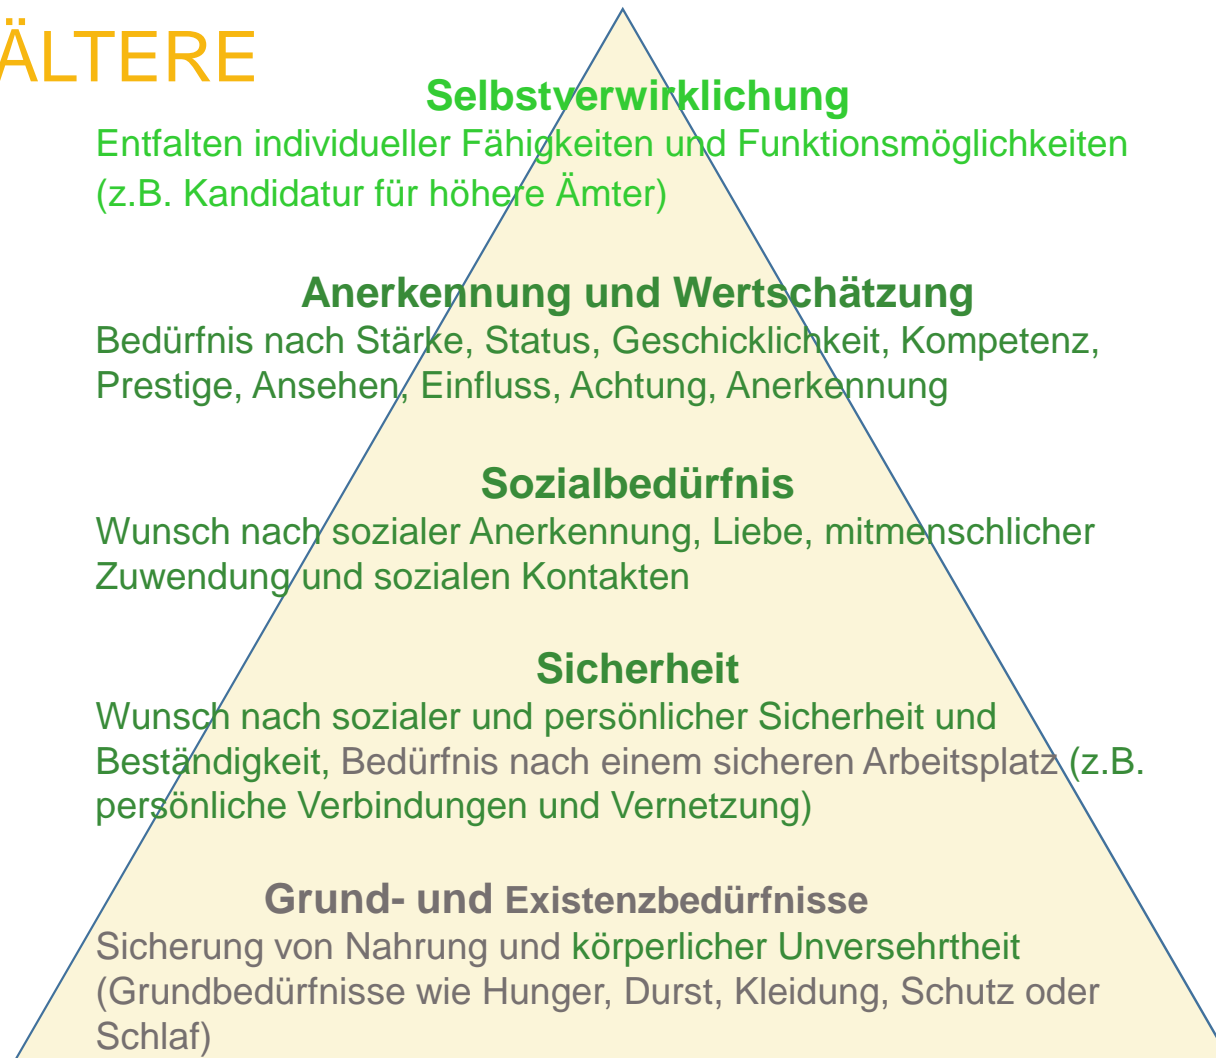 ÄLTERE
Selbstverwirklichung
Entfalten individueller Fähigkeiten und Funktionsmöglichkeiten
(z.B. Kandidatur für höhere Ämter)
Anerkennung und Wertschätzung
Bedürfnis nach Stärke, Status, Geschicklichkeit, Kompetenz,
Prestige, Ansehen, Einfluss, Achtung, Anerkennung
Sozialbedürfnis
Wunsch nach sozialer Anerkennung, Liebe, mitmenschlicher
Zuwendung und sozialen Kontakten
Sicherheit
Wunsch nach sozialer und persönlicher Sicherheit und
Beständigkeit, Bedürfnis nach einem sicheren Arbeitsplatz (z.B.
persönliche Verbindungen und Vernetzung)
Grund- und Existenzbedürfnisse
Sicherung von Nahrung und körperlicher Unversehrtheit
(Grundbedürfnisse wie Hunger, Durst, Kleidung, Schutz oder
Schlaf)